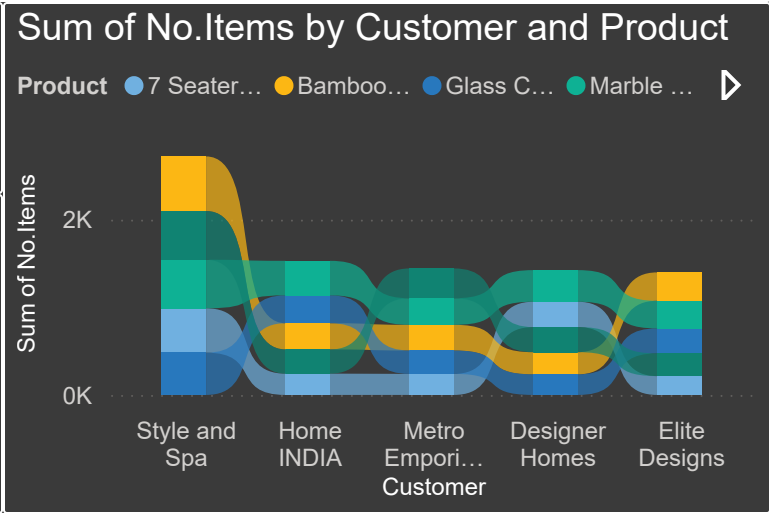 Sum of No.Items by Customer and Product
Product 7 Seater... Bamboo... Glass C... Marble ...
Sum of No.Items
2K
0K
Style and Spa
Home INDIA
Metro Empori...
Designer Homes
Elite Designs
Customer